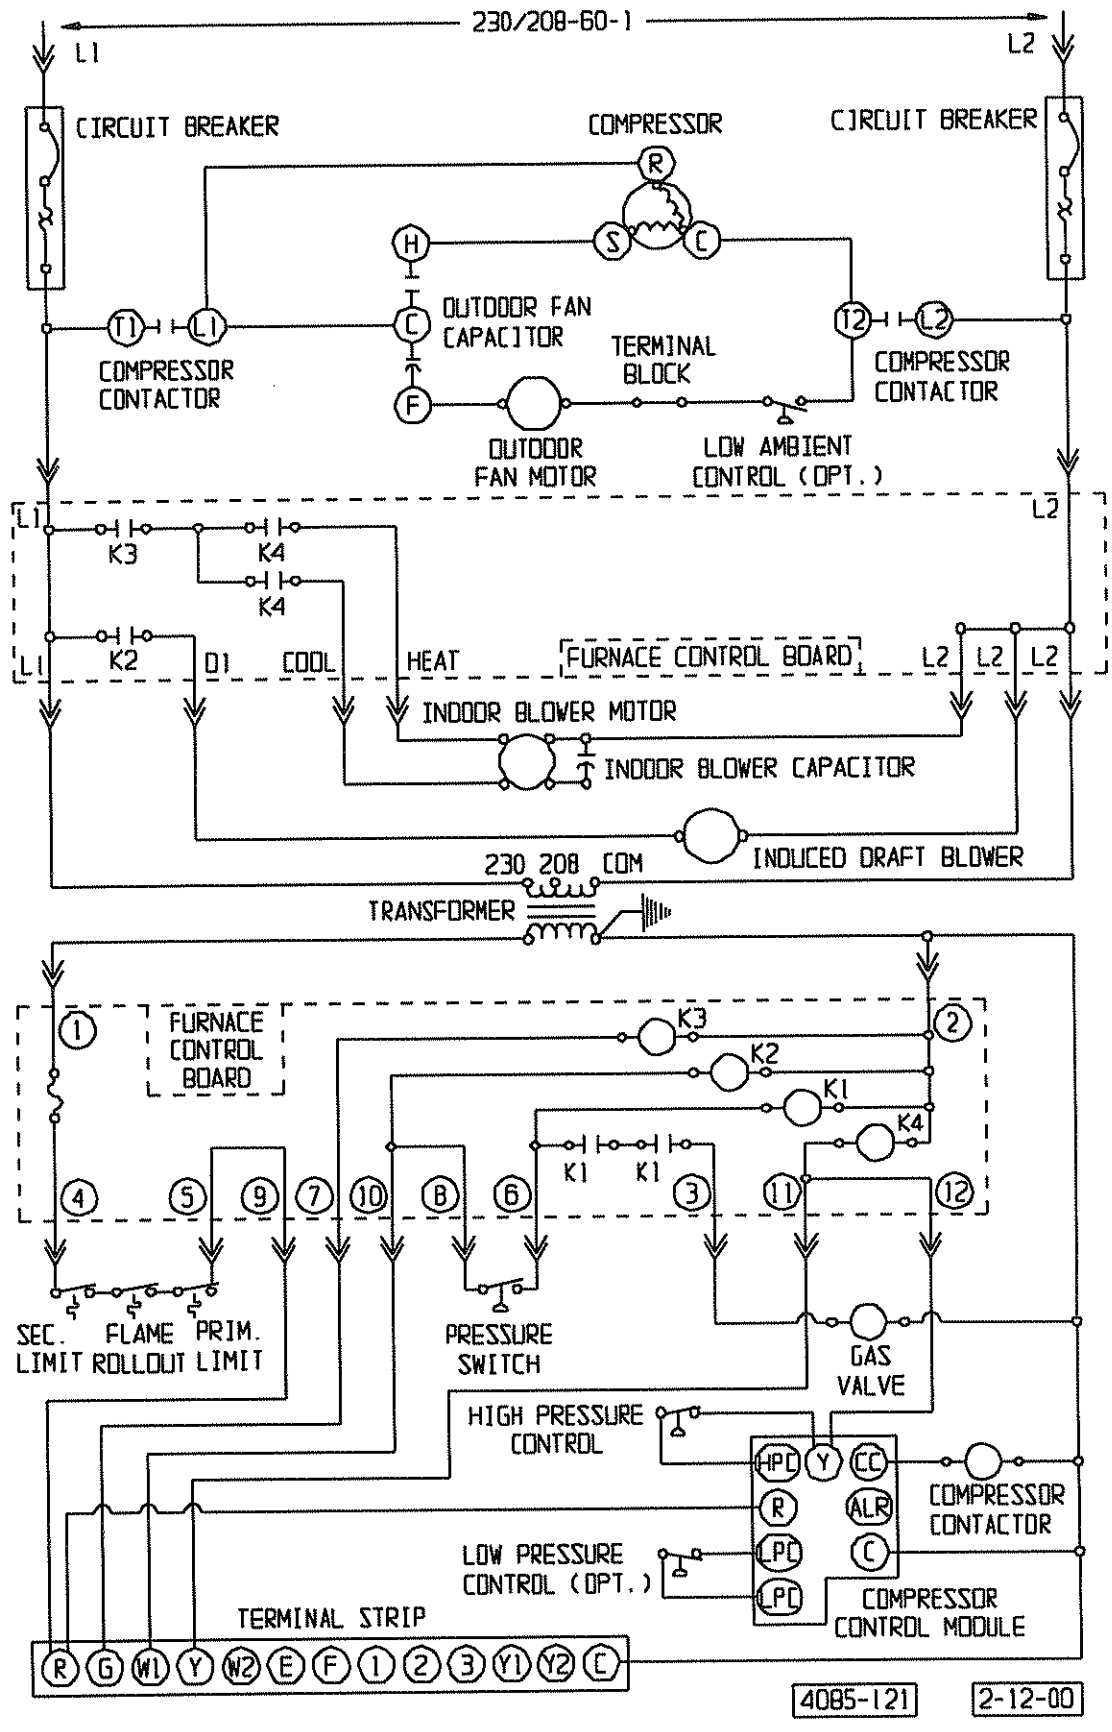 230/208-60-1
L1
L2
CIRCUIT BREAKER
COMPRESSOR
CIRCUIT BREAKER
R
H
S
C
C
OUTDOOR FAN
CAPACITOR
T1
L1
T2
L2
COMPRESSOR
CONTACTOR
TERMINAL
BLOCK
COMPRESSOR
CONTACTOR
F
OUTDOOR
FAN MOTOR
LOW AMBIENT
CONTROL (OPT.)
L1
L2
K3
K4
K4
K2
L1
D1
COOL
HEAT
FURNACE CONTROL BOARD
L2
L2
L2
INDOOR BLOWER MOTOR
INDOOR BLOWER CAPACITOR
INDUCED DRAFT BLOWER
230 208 COM
TRANSFORMER
1
FURNACE
CONTROL
BOARD
K3
2
K2
K1
K4
K1
K1
4
5
9
7
10
8
6
3
11
12
SEC.
LIMIT
FLAME
ROLLOUT
PRIM.
LIMIT
PRESSURE
SWITCH
GAS
VALVE
HIGH PRESSURE
CONTROL
HPC
Y
CC
R
ALR
COMPRESSOR
CONTACTOR
LOW PRESSURE
CONTROL (OPT.)
LPC
C
LPC
COMPRESSOR
CONTROL MODULE
TERMINAL STRIP
R G W1 Y W2 E F 1 2 3 Y1 Y2 C
4085-121
2-12-00